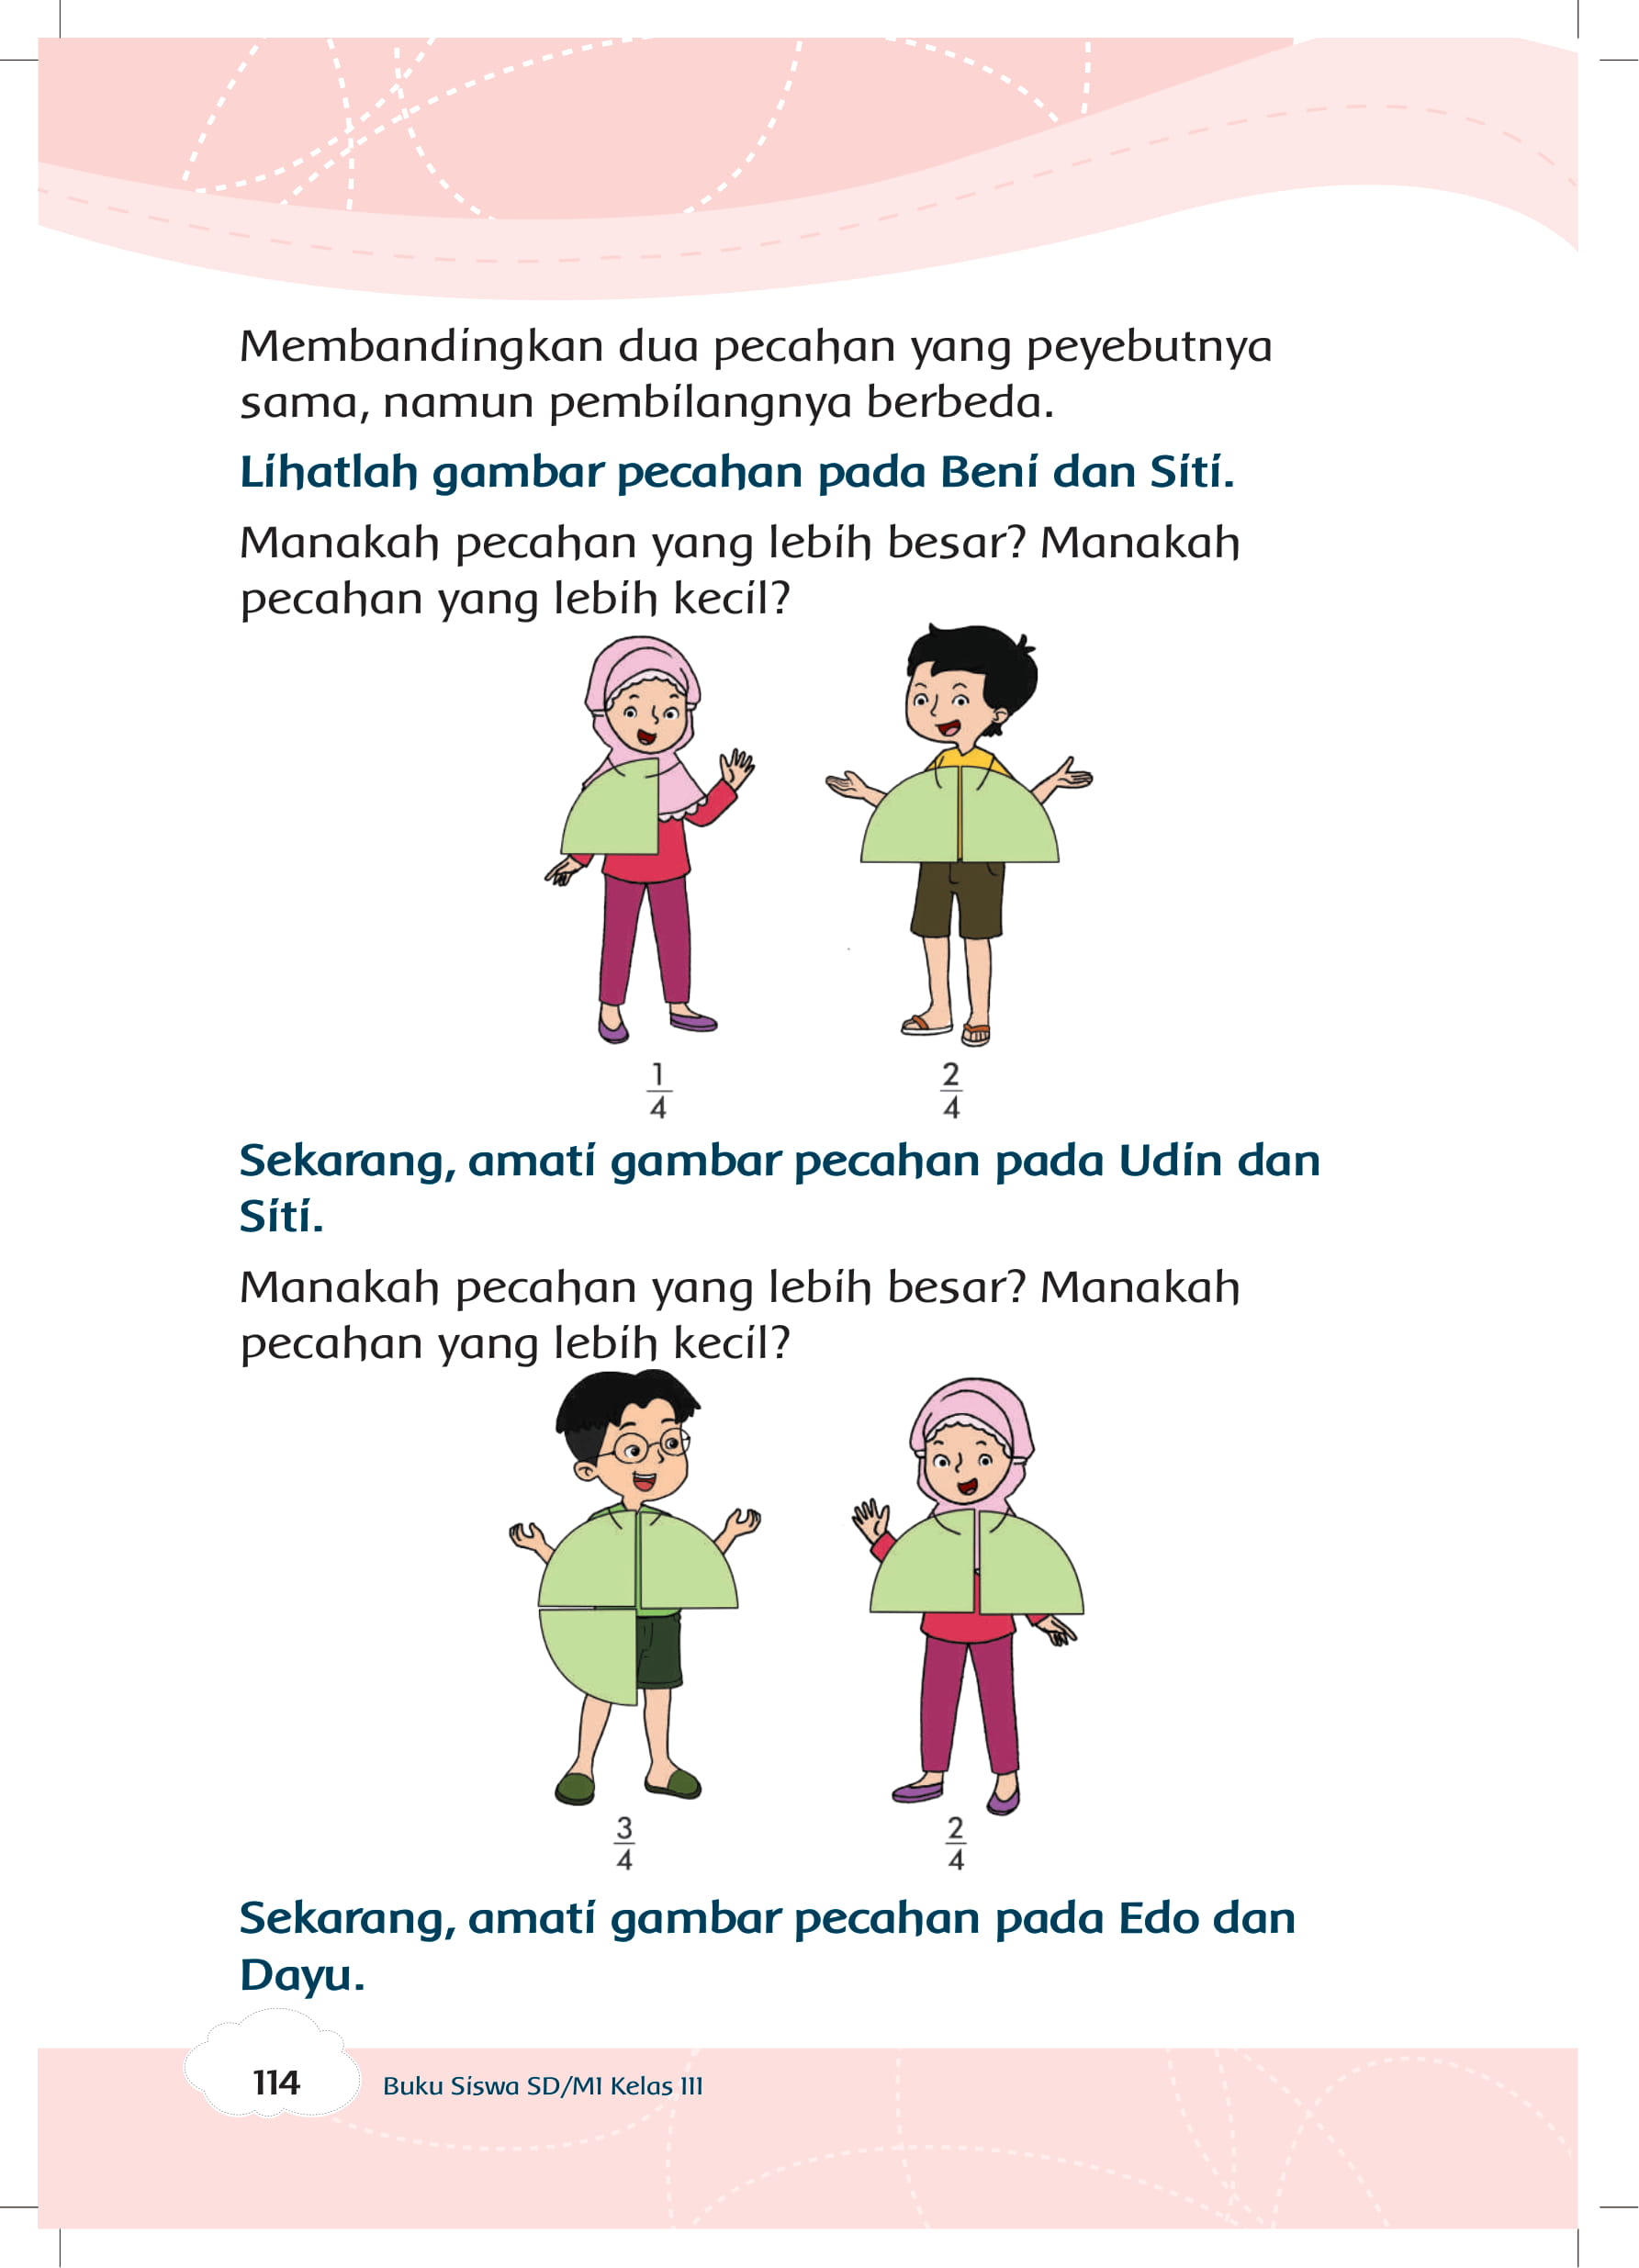 Membandingkan dua pecahan yang peyebutnya
sama, namun pembilangnya berbeda.
Lihatlah gambar pecahan pada Beni dan Siti.
Manakah pecahan yang lebih besar? Manakah
pecahan yang lebih kecil?
1/4 2/4
Sekarang, amati gambar pecahan pada Udin dan
Siti.
Manakah pecahan yang lebih besar? Manakah
pecahan yang lebih kecil?
3/4 2/4
Sekarang, amati gambar pecahan pada Edo dan
Dayu.
114 Buku Siswa SD/MI Kelas III